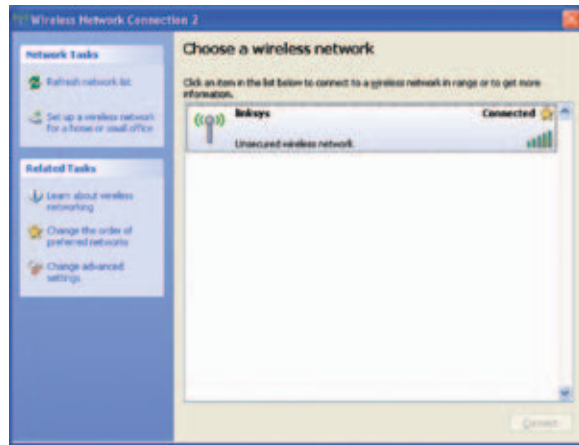 Wireless Network Connection 2
Network Tasks
Refresh network list
Set up a wireless network
for a home or small office
Related Tasks
Learn about wireless
networking
Change the order of
preferred networks
Change advanced
settings
Choose a wireless network
Click an item in the list below to connect to a wireless network in range or to get more
information.
linksys Connected
Unsecured wireless network
Connect